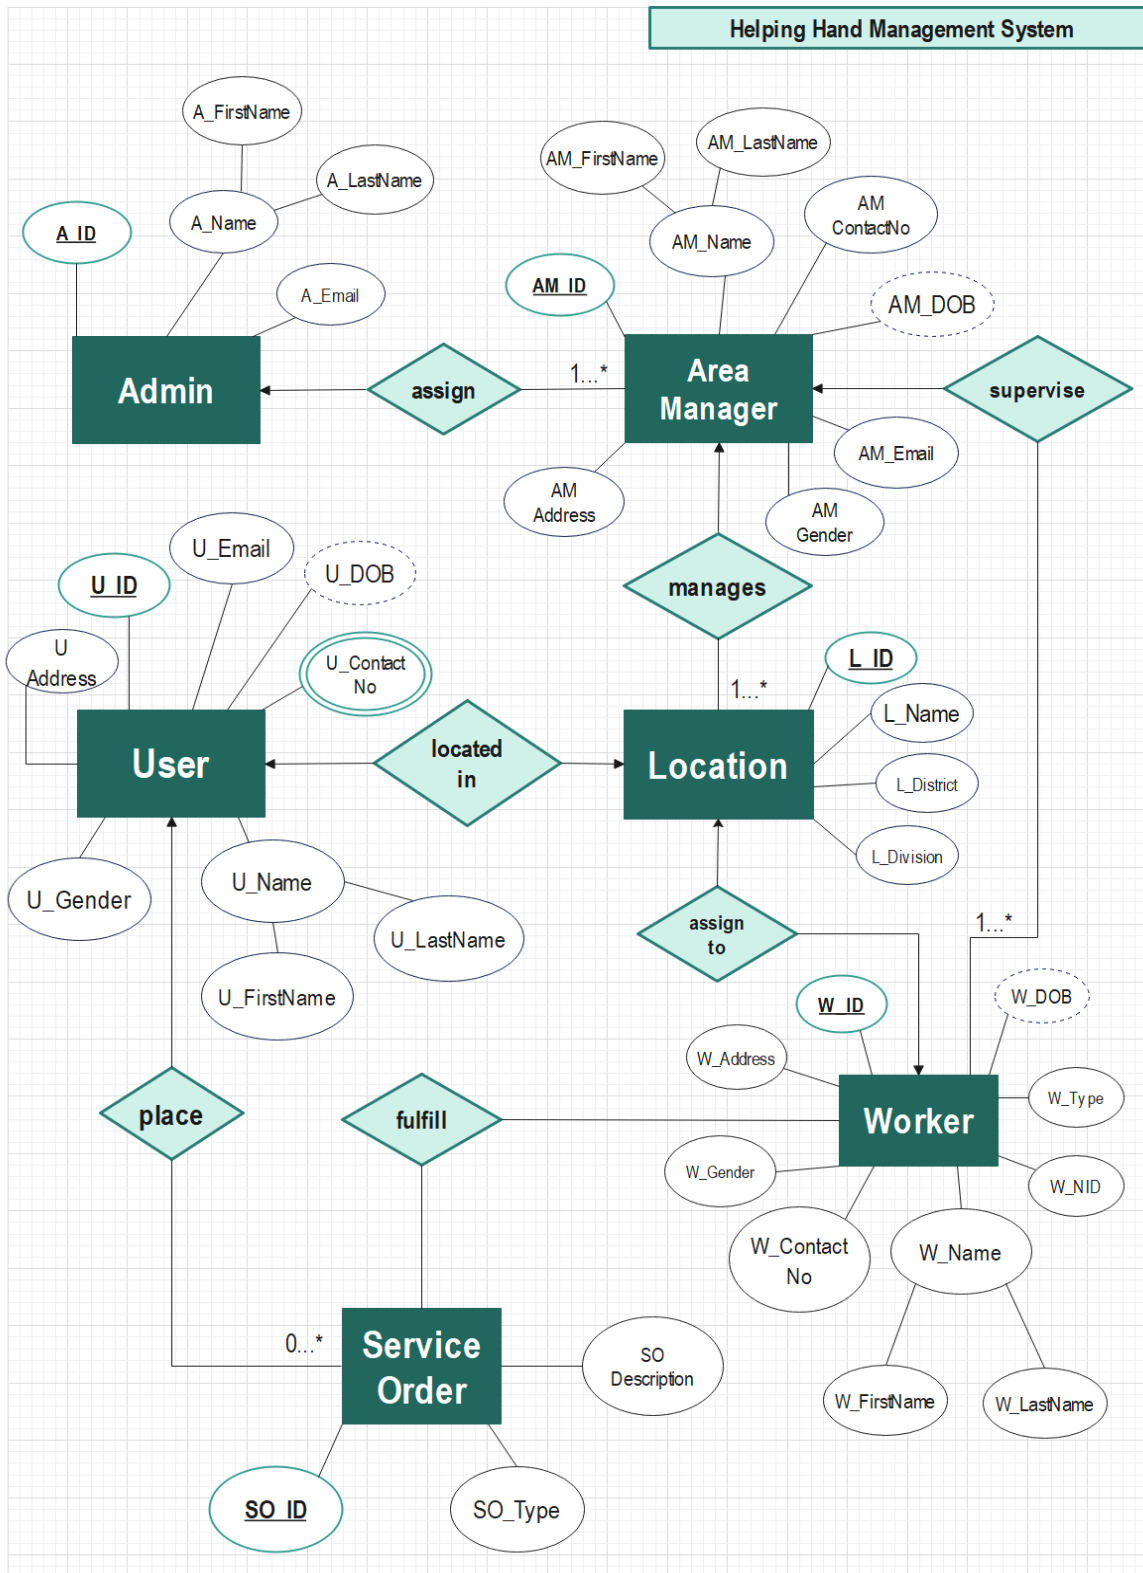 Helping Hand Management System
A_FirstName
A_LastName
A_Name
A_ID
A_Email
Admin
assign
1...*
AM_FirstName
AM_LastName
AM_Name
AM
ContactNo
AM_ID
AM_DOB
Area
Manager
supervise
AM_Email
AM
Address
AM
Gender
manages
1...*
U_Email
U_DOB
U_ID
U
Address
U_Contact
No
User
located
in
Location
L_ID
L_Name
L_District
L_Division
U_Gender
U_Name
U_LastName
U_FirstName
assign
to
1...*
W_ID
W_DOB
W_Address
W_Type
Worker
W_Gender
W_NID
W_Contact
No
W_Name
W_FirstName
W_LastName
place
fulfill
0...*
Service
Order
SO
Description
SO_ID
SO_Type